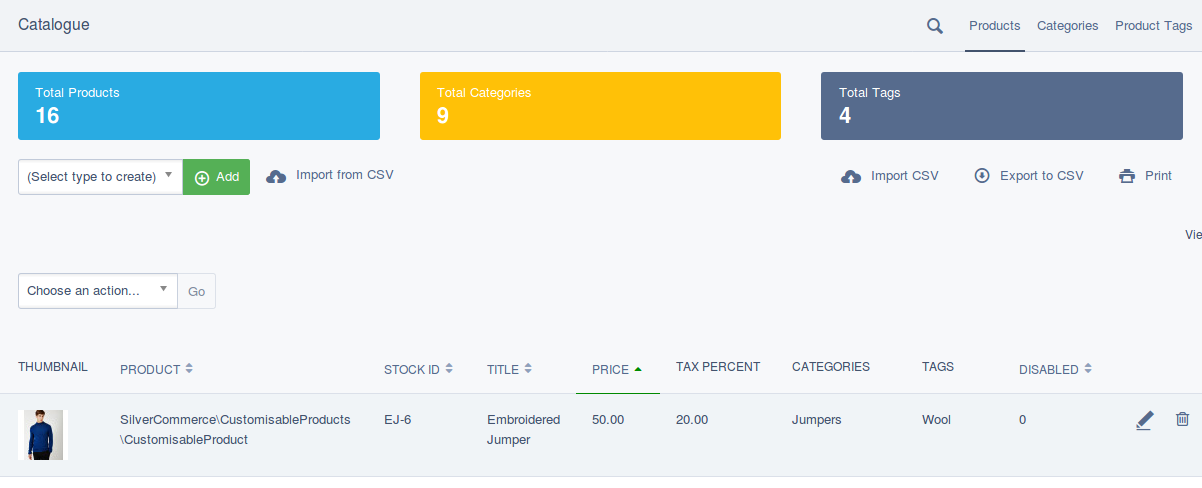 Catalogue
Products
Categories
Product Tags
Total Products
16
Total Categories
9
Total Tags
4
(Select type to create)
Add
Import from CSV
Import CSV
Export to CSV
Print
Vie
Choose an action...
Go
THUMBNAIL
PRODUCT
STOCK ID
TITLE
PRICE
TAX PERCENT
CATEGORIES
TAGS
DISABLED
SilverCommerce\CustomisableProducts
\CustomisableProduct
EJ-6
Embroidered
Jumper
50.00
20.00
Jumpers
Wool
0